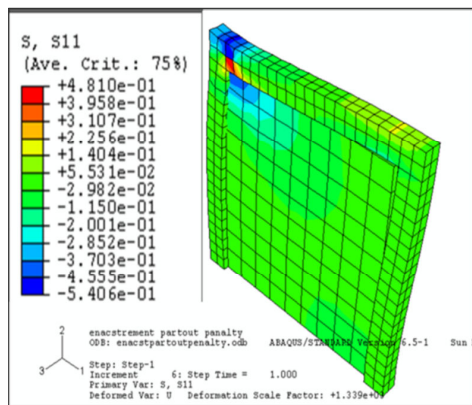 S, S11
(Ave. Crit.: 75%)
+4.810e-01
+3.958e-01
+3.107e-01
+2.256e-01
+1.404e-01
+5.531e-02
-2.982e-02
-1.150e-01
-2.001e-01
-2.852e-01
-3.703e-01
-4.555e-01
-5.406e-01
2
3
1
enacstrement partout panalty
ODB: enacstpartoutpenalty.odb ABAQUS/STANDARD Version 6.5-1 Sun
Step: Step-1
Increment 6: Step Time = 1.000
Primary Var: S, S11
Deformed Var: U Deformation Scale Factor: